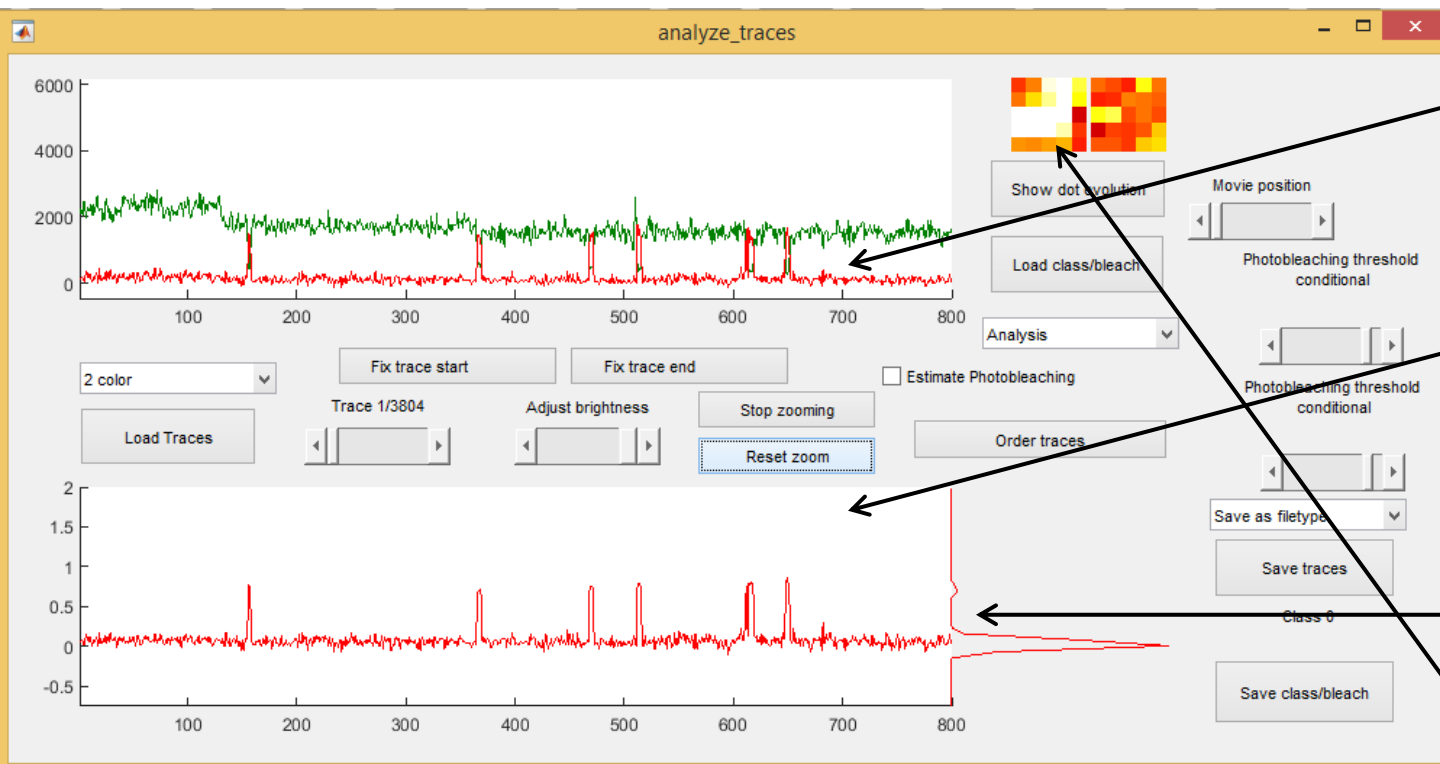 analyze_traces
6000
4000
2000
0
100 200 300 400 500 600 700 800
Show dot evolution
Movie position
Load class/bleach
Photobleaching threshold
conditional
Analysis
2 color
Fix trace start
Fix trace end
Estimate Photobleaching
Photobleaching threshold
conditional
Trace 1/3804
Adjust brightness
Stop zooming
Load Traces
Order traces
Reset zoom
2
1.5
1
0.5
0
-0.5
100 200 300 400 500 600 700 800
Save as filetype
Save traces
Class 0
Save class/bleach